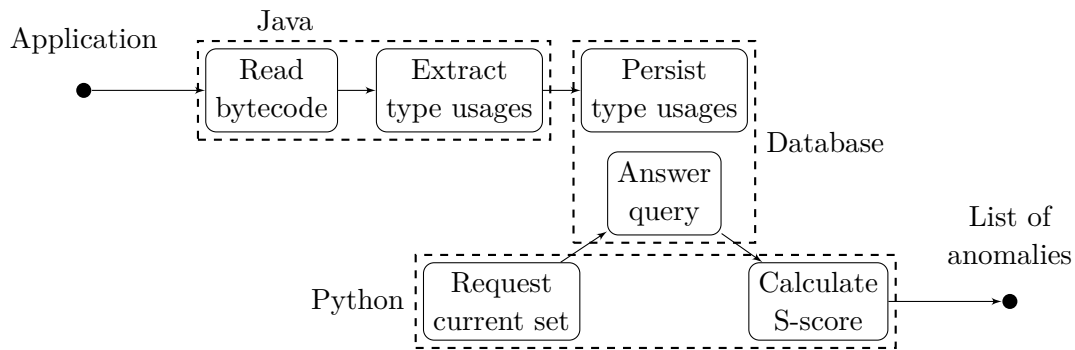 Java
Application
Read
bytecode
Extract
type usages
Persist
type usages
Database
Answer
query
List of
anomalies
Python
Request
current set
Calculate
S-score